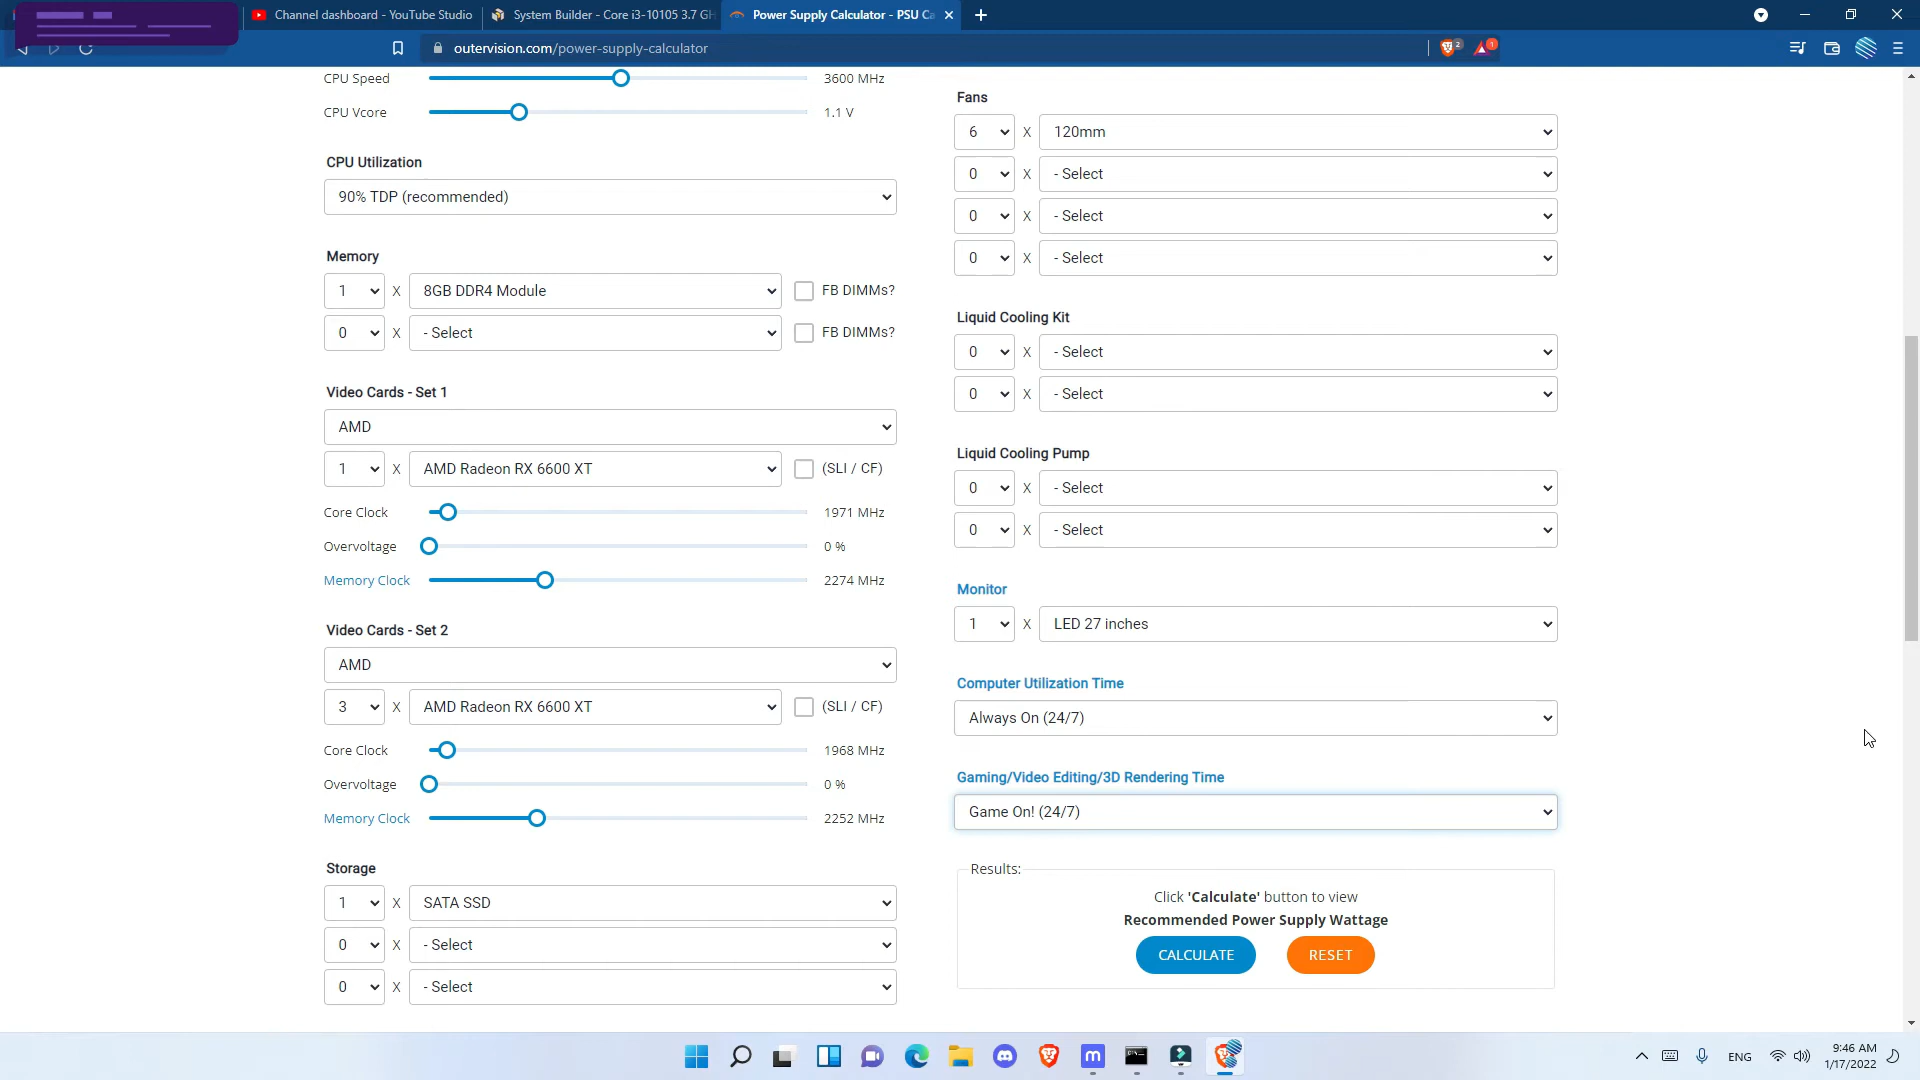 Channel dashboard - YouTube Studio
System Builder - Core i3-10105 3.7 GH
Power Supply Calculator - PSU Ca
outervision.com/power-supply-calculator
2
1
CPU Speed
3600 MHz
CPU Vcore
1.1 V
CPU Utilization
90% TDP (recommended)
Memory
1 X 8GB DDR4 Module FB DIMMs?
0 X - Select FB DIMMs?
Video Cards - Set 1
AMD
1 X AMD Radeon RX 6600 XT (SLI / CF)
Core Clock 1971 MHz
Overvoltage 0 %
Memory Clock 2274 MHz
Video Cards - Set 2
AMD
3 X AMD Radeon RX 6600 XT (SLI / CF)
Core Clock 1968 MHz
Overvoltage 0 %
Memory Clock 2252 MHz
Storage
1 X SATA SSD
0 X - Select
0 X - Select
Fans
6 X 120mm
0 X - Select
0 X - Select
0 X - Select
Liquid Cooling Kit
0 X - Select
0 X - Select
Liquid Cooling Pump
0 X - Select
0 X - Select
Monitor
1 X LED 27 inches
Computer Utilization Time
Always On (24/7)
Gaming/Video Editing/3D Rendering Time
Game On! (24/7)
Results:
Click 'Calculate' button to view
Recommended Power Supply Wattage
CALCULATE RESET
ENG
9:46 AM
1/17/2022